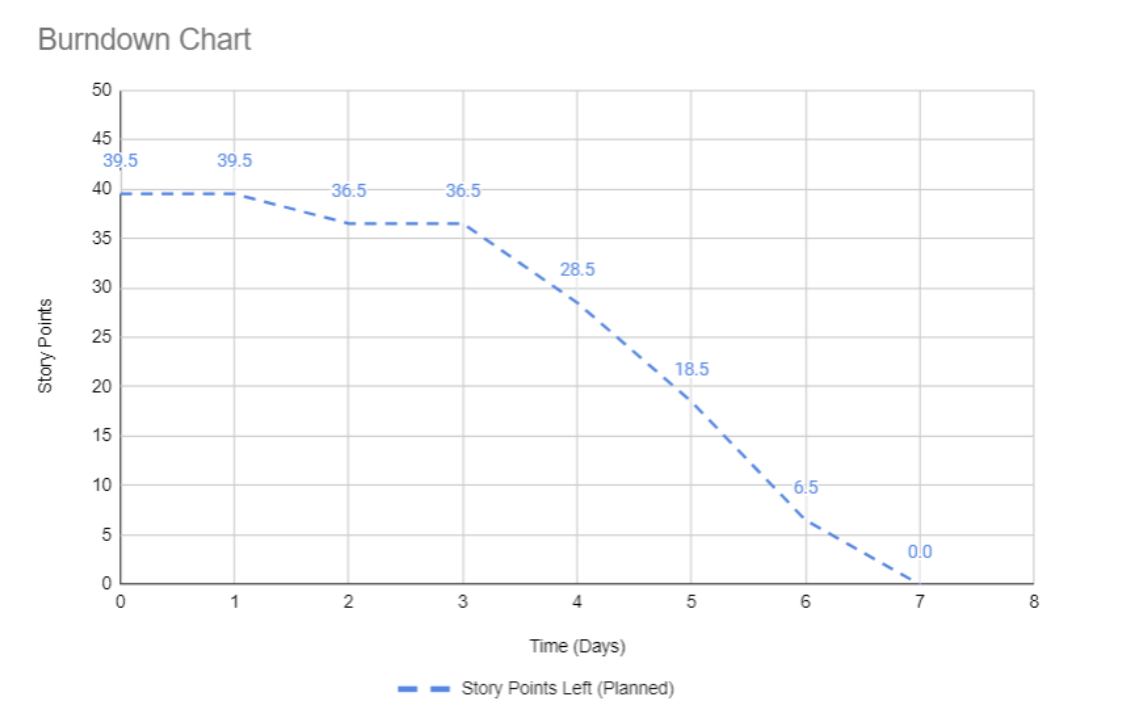 Burndown Chart
50
45
39.5 39.5
40 36.5 36.5
35
28.5
30
Story Points
25
18.5
20
15
10 6.5
5
0.0
0
0 1 2 3 4 5 6 7 8
Time (Days)
Story Points Left (Planned)